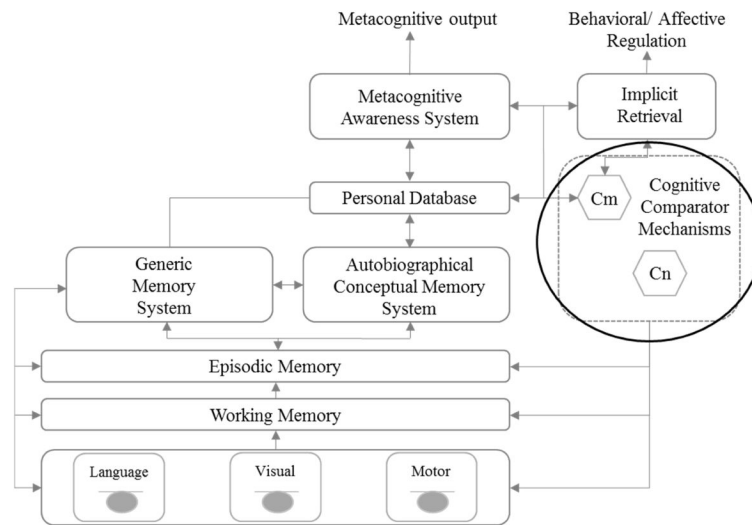 Metacognitive output
Behavioral/ Affective
Regulation
Metacognitive
Awareness System
Implicit
Retrieval
Personal Database
Cm
Cognitive
Comparator
Mechanisms
Cn
Generic
Memory
System
Autobiographical
Conceptual Memory
System
Episodic Memory
Working Memory
Language
Visual
Motor